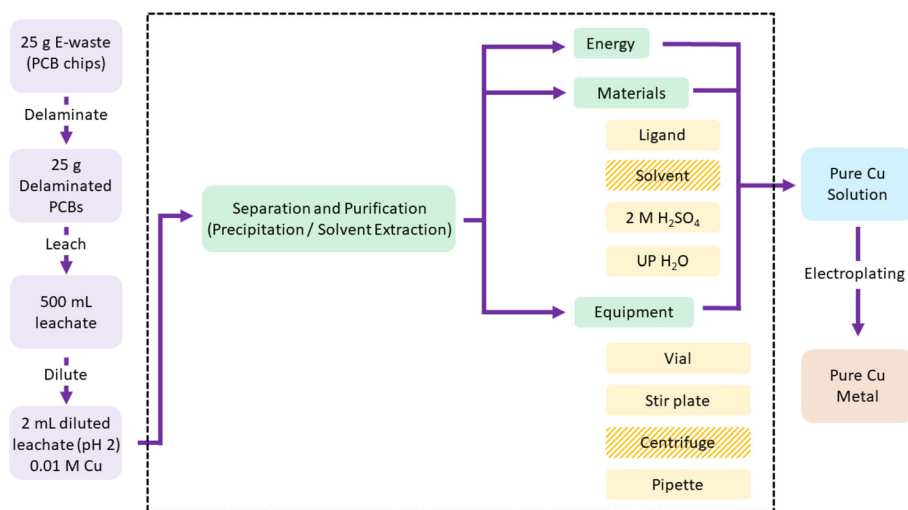 25 g E-waste
(PCB chips)
Delaminate
25 g
Delaminated
PCBs
Leach
500 mL
leachate
Dilute
2 mL diluted
leachate (pH 2)
0.01 M Cu
Separation and Purification
(Precipitation / Solvent Extraction)
Energy
Materials
Ligand
Solvent
2 M H₂SO₄
UP H₂O
Equipment
Vial
Stir plate
Centrifuge
Pipette
Pure Cu
Solution
Electroplating
Pure Cu
Metal